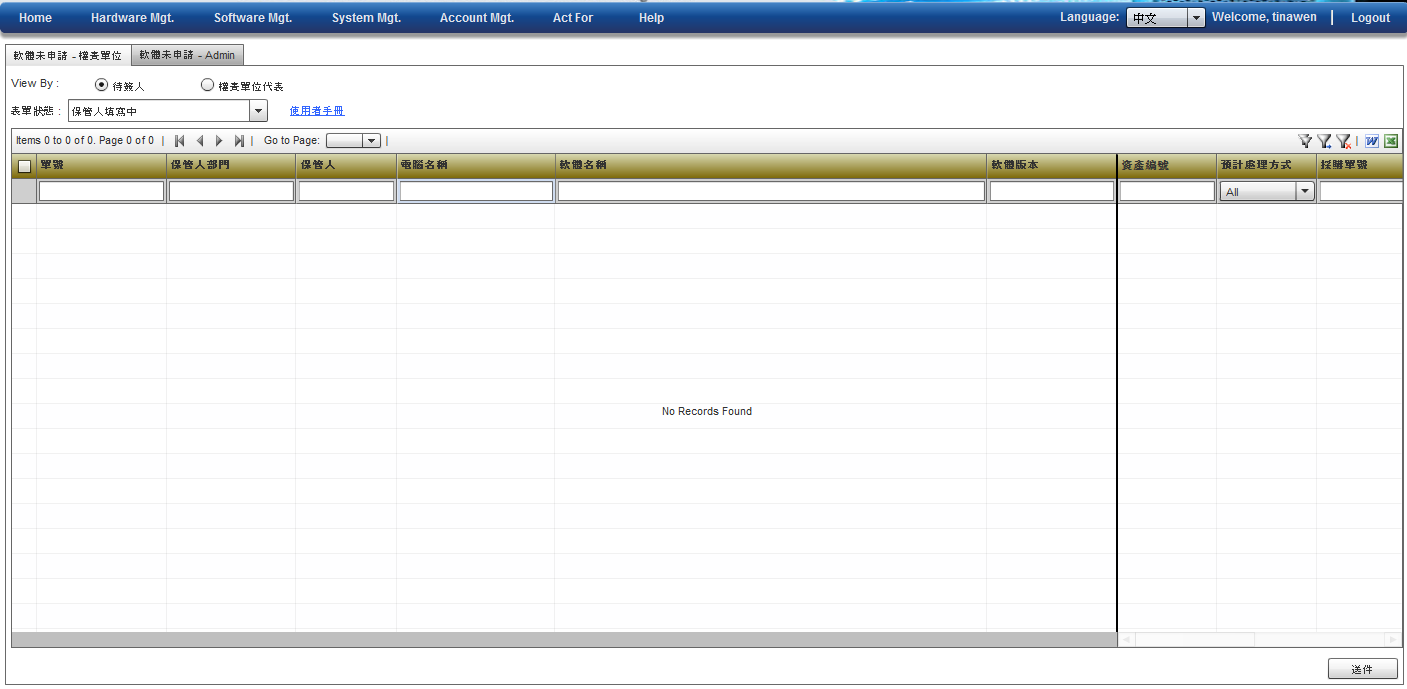 Home Hardware Mgt. Software Mgt. System Mgt. Account Mgt. Act For Help Language: 中文 Welcome, tinawen | Logout
軟體未申請 - 權責單位 軟體未申請 - Admin
View By : 待簽人 權責單位代表
表單狀態 : 保管人填寫中 使用者手冊
Items 0 to 0 of 0. Page 0 of 0 | Go to Page: |
單號 保管人部門 保管人 電腦名稱 軟體名稱 軟體版本 資產編號 預計處理方式 採購單號
All
No Records Found
送件